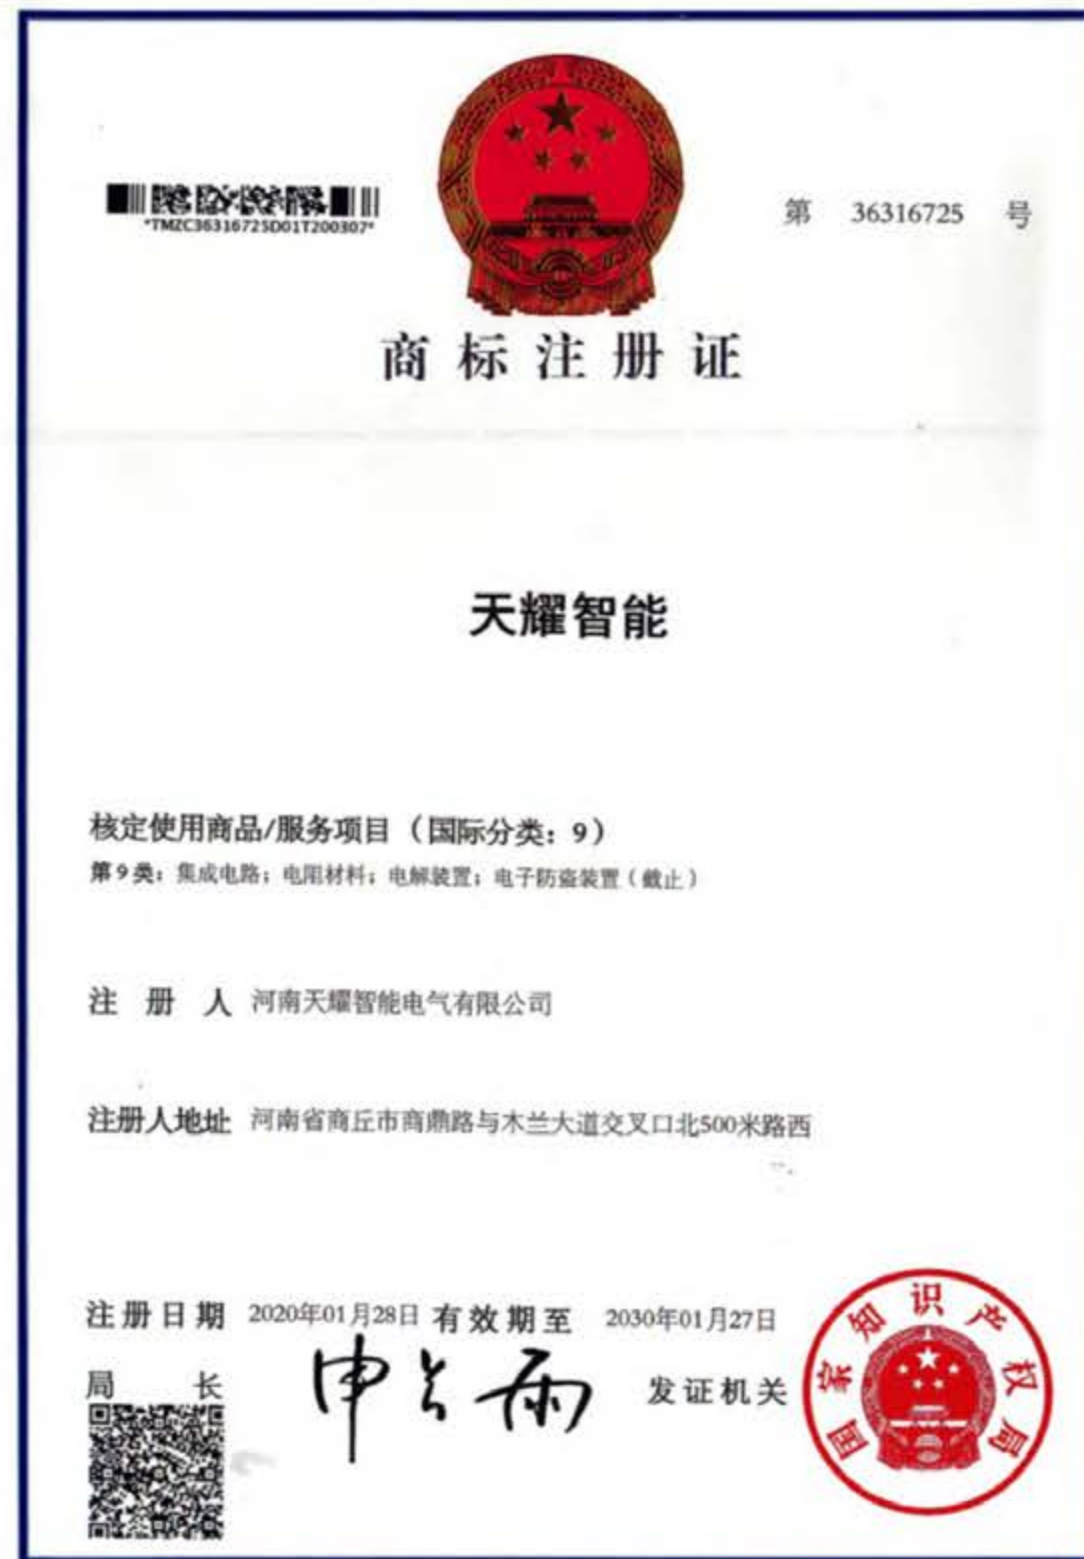 *TMZC36316725D01T200307*
第 36316725 号
商标注册证
天耀智能
核定使用商品/服务项目（国际分类：9）
第9类：集成电路；电阻材料；电解装置；电子防盗装置（截止）
注册人 河南天耀智能电气有限公司
注册人地址 河南省商丘市商鼎路与木兰大道交叉口北500米路西
注册日期 2020年01月28日 有效期至 2030年01月27日
局长 申长雨 发证机关
国家知识产权局